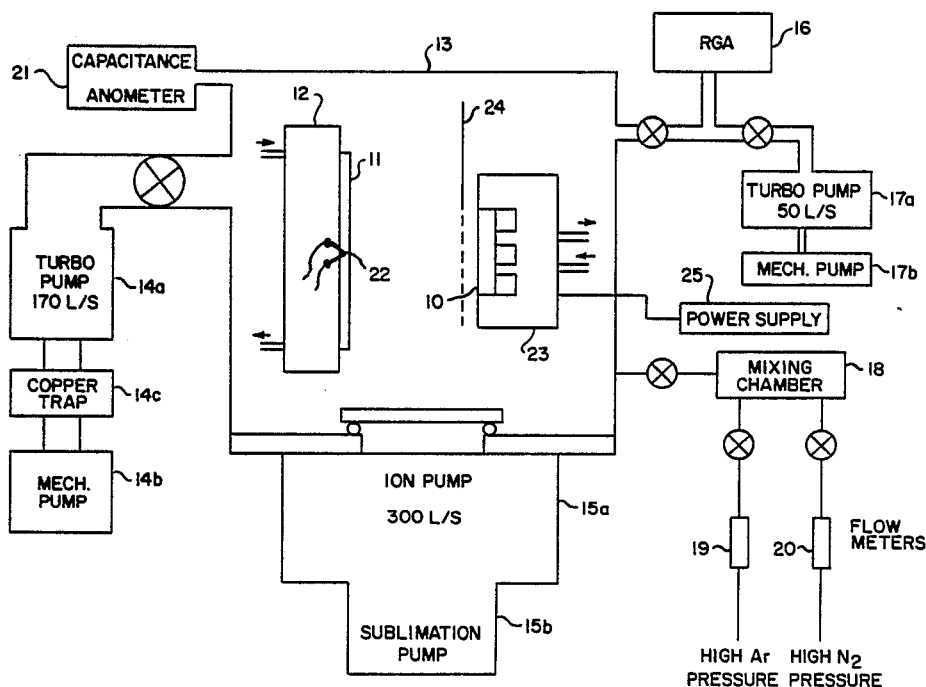 21
CAPACITANCE
ANOMETER
13
RGA
16
12
11
24
TURBO PUMP
50 L/S
17a
MECH. PUMP
17b
22
10
23
25
POWER SUPPLY
TURBO
PUMP
170 L/S
14a
COPPER
TRAP
14c
MECH.
PUMP
14b
MIXING
CHAMBER
18
ION PUMP
300 L/S
15a
SUBLIMATION
PUMP
15b
19
20
FLOW
METERS
HIGH Ar
PRESSURE
HIGH N2
PRESSURE